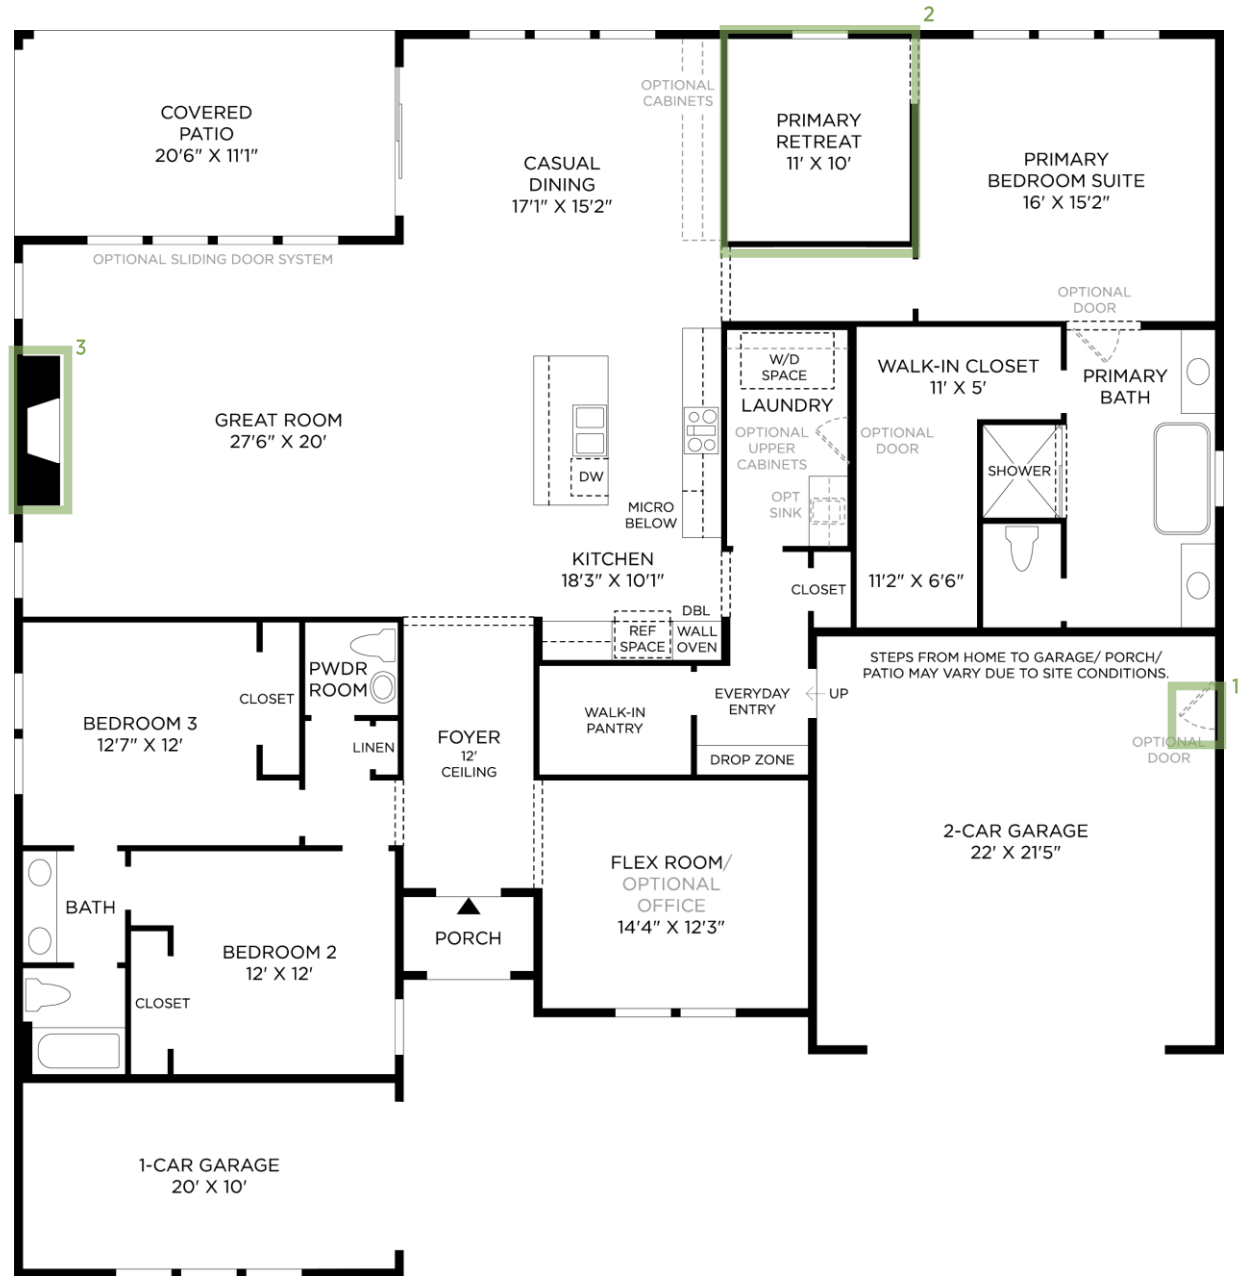 2
COVERED
PATIO
20'6" X 11'1"
OPTIONAL
CABINETS
PRIMARY
RETREAT
11' X 10'
CASUAL
DINING
17'1" X 15'2"
PRIMARY
BEDROOM SUITE
16' X 15'2"
OPTIONAL SLIDING DOOR SYSTEM
OPTIONAL
DOOR
3
W/D
SPACE
WALK-IN CLOSET
11' X 5'
PRIMARY
BATH
LAUNDRY
GREAT ROOM
27'6" X 20'
OPTIONAL
UPPER
CABINETS
OPTIONAL
DOOR
DW
SHOWER
OPT
SINK
MICRO
BELOW
KITCHEN
18'3" X 10'1"
11'2" X 6'6"
CLOSET
DBL
WALL
OVEN
REF
SPACE
STEPS FROM HOME TO GARAGE/ PORCH/
PATIO MAY VARY DUE TO SITE CONDITIONS.
PWDR
ROOM
CLOSET
EVERYDAY
ENTRY
UP
1
WALK-IN
PANTRY
BEDROOM 3
12'7" X 12'
LINEN
FOYER
12'
CEILING
OPTIONAL
DOOR
DROP ZONE
2-CAR GARAGE
22' X 21'5"
FLEX ROOM/
OPTIONAL
OFFICE
14'4" X 12'3"
BATH
PORCH
BEDROOM 2
12' X 12'
CLOSET
1-CAR GARAGE
20' X 10'